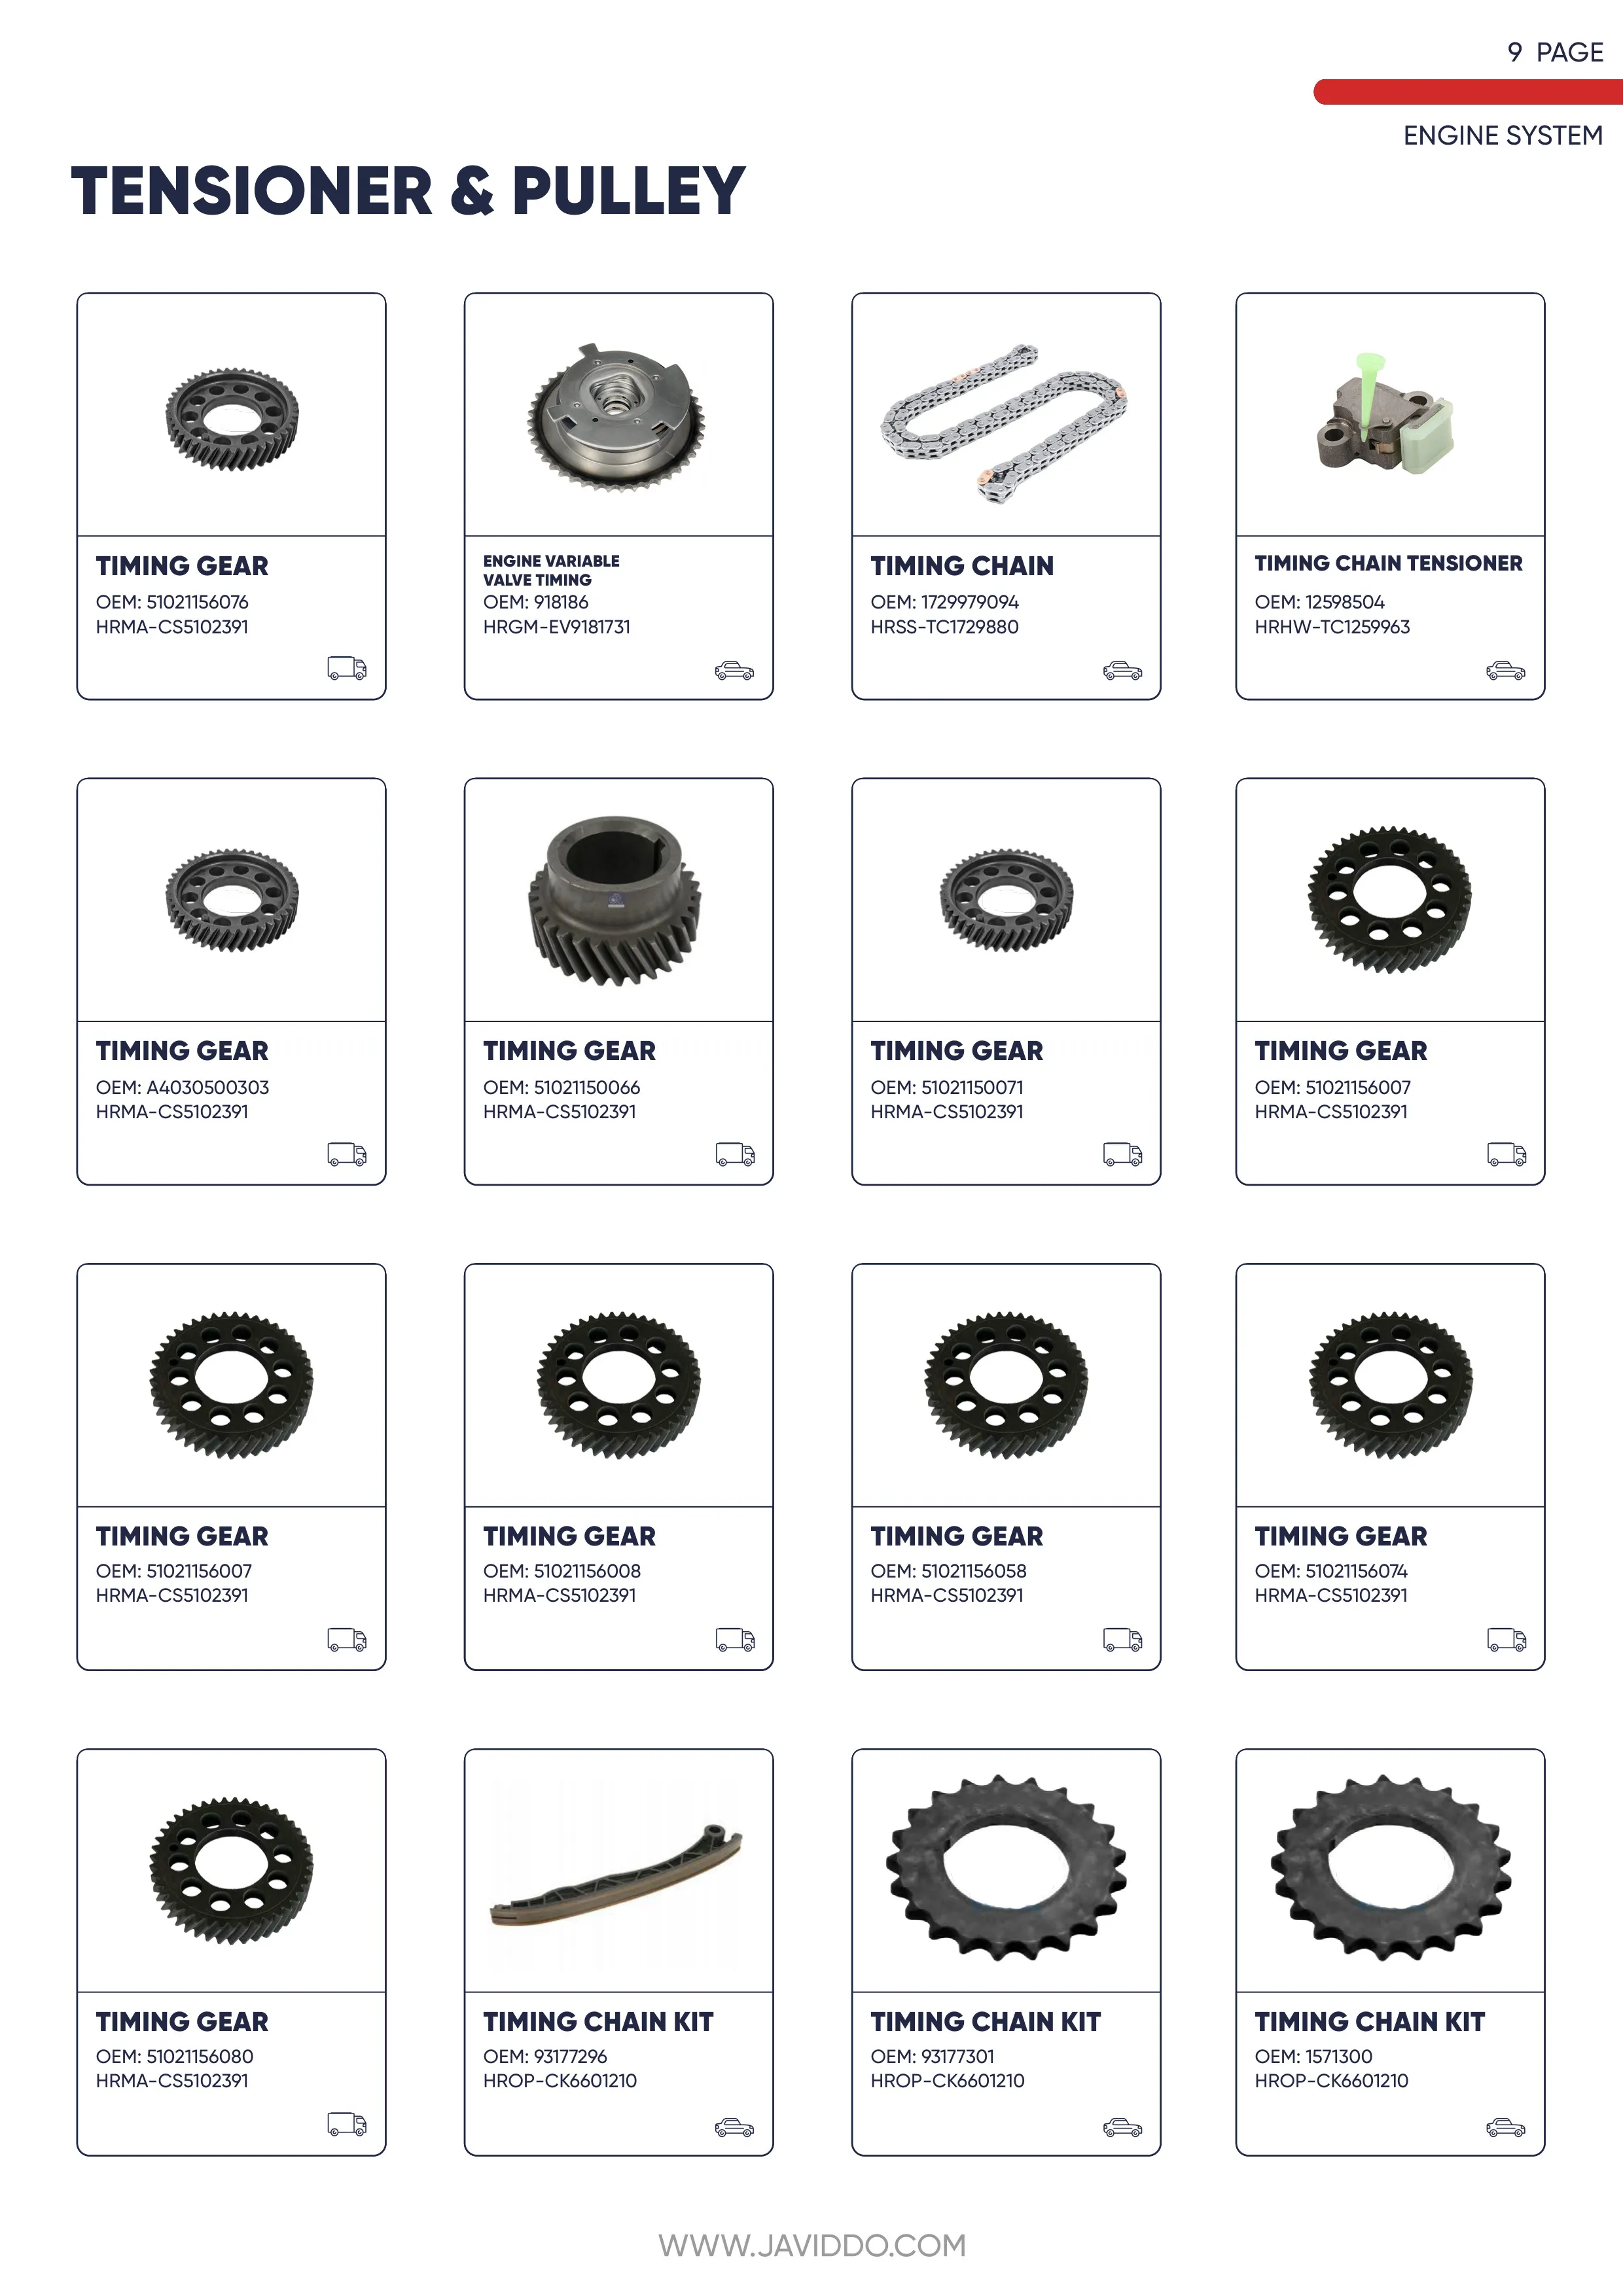 9 PAGE
ENGINE SYSTEM
TENSIONER & PULLEY
TIMING GEAR
OEM: 51021156076
HRMA-CS5102391
ENGINE VARIABLE
VALVE TIMING
OEM: 918186
HRGM-EV9181731
TIMING CHAIN
OEM: 1729979094
HRSS-TC1729880
TIMING CHAIN TENSIONER
OEM: 12598504
HRHW-TC1259963
TIMING GEAR
OEM: A4030500303
HRMA-CS5102391
TIMING GEAR
OEM: 51021150066
HRMA-CS5102391
TIMING GEAR
OEM: 51021150071
HRMA-CS5102391
TIMING GEAR
OEM: 51021156007
HRMA-CS5102391
TIMING GEAR
OEM: 51021156007
HRMA-CS5102391
TIMING GEAR
OEM: 51021156008
HRMA-CS5102391
TIMING GEAR
OEM: 51021156058
HRMA-CS5102391
TIMING GEAR
OEM: 51021156074
HRMA-CS5102391
TIMING GEAR
OEM: 51021156080
HRMA-CS5102391
TIMING CHAIN KIT
OEM: 93177296
HROP-CK6601210
TIMING CHAIN KIT
OEM: 93177301
HROP-CK6601210
TIMING CHAIN KIT
OEM: 1571300
HROP-CK6601210
WWW.JAVIDDO.COM